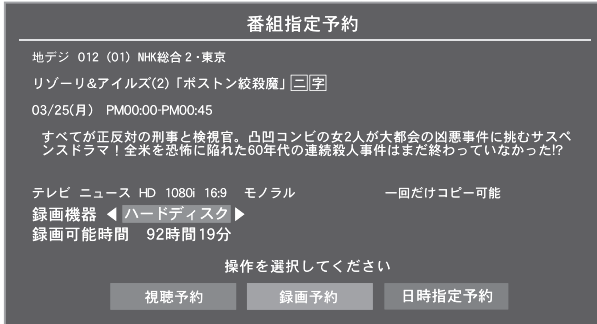 番組指定予約
地デジ 012 (01) NHK総合2・東京
リゾーリ&アイルズ(2)「ボストン絞殺魔」二字
03/25(月) PM00:00-PM00:45
すべてが正反対の刑事と検視官。凸凹コンビの女2人が大都会の凶悪事件に挑むサスペ
ンスドラマ！全米を恐怖に陥れた60年代の連続殺人事件はまだ終わっていなかった!?
テレビ ニュース HD 1080i 16:9 モノラル 一回だけコピー可能
録画機器 ◀ ハードディスク ▶
録画可能時間 92時間19分
操作を選択してください
視聴予約 録画予約 日時指定予約